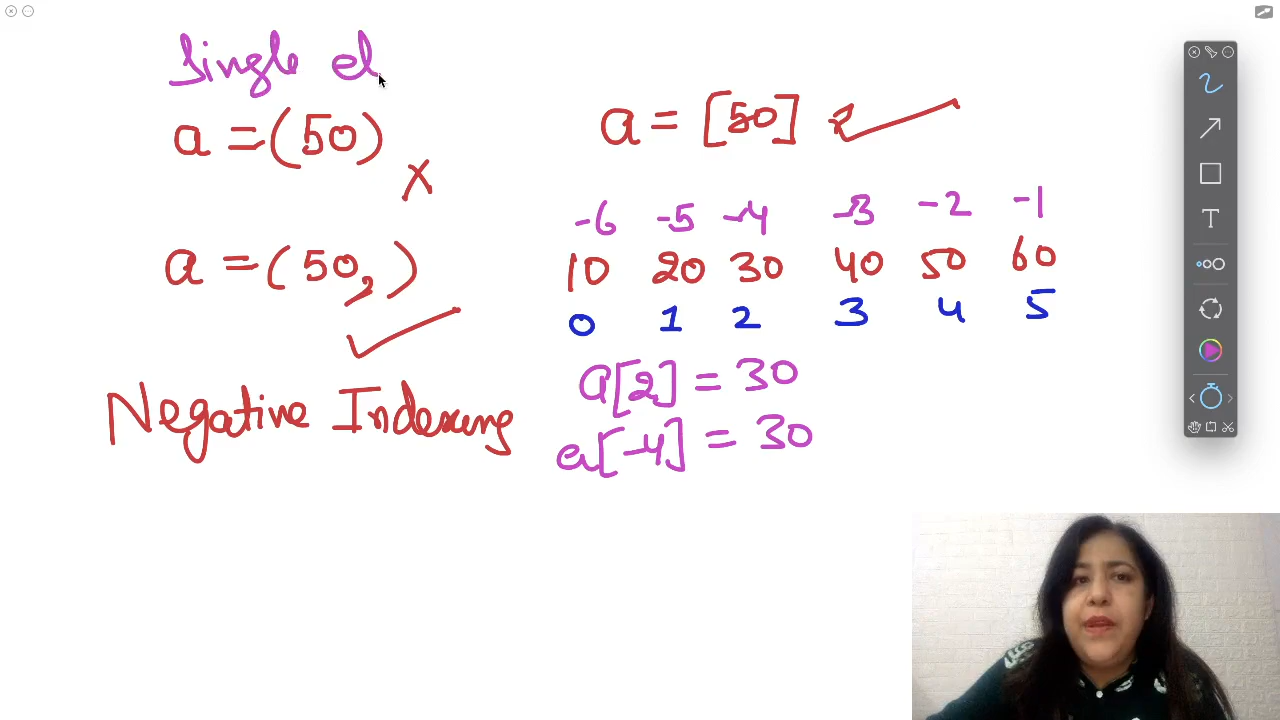 Single el
a = (50) x
a = (50,)
Negative Indexing
a = [50]
-6 -5 -4 -3 -2 -1
10 20 30 40 50 60
0 1 2 3 4 5
a[2] = 30
a[-4] = 30
T